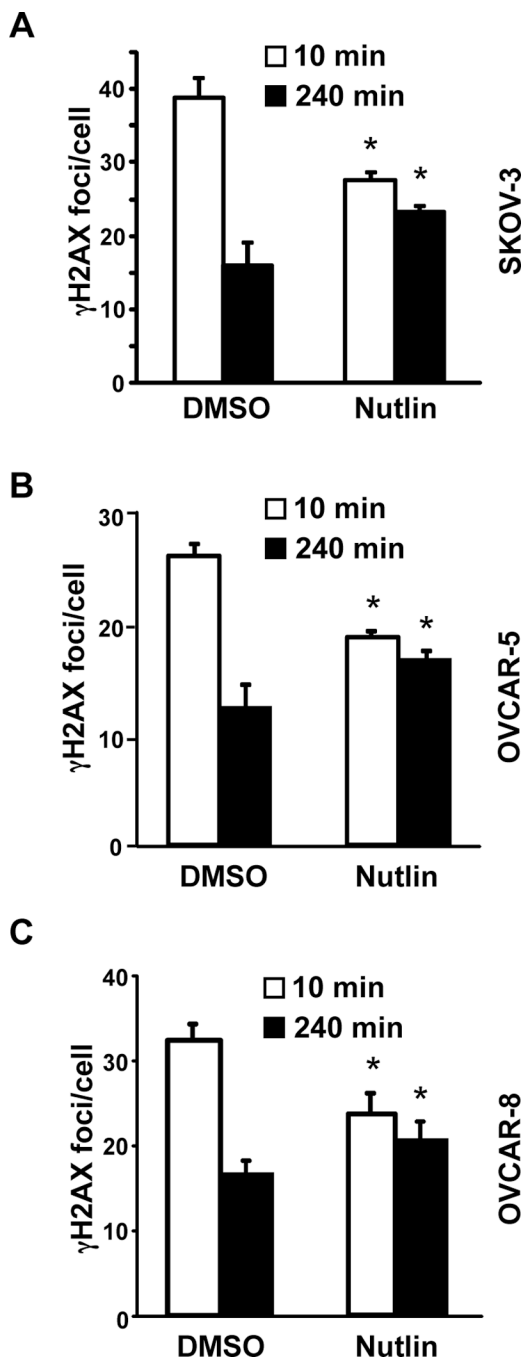 A
10 min
240 min
40
30
20
10
0
γH2AX foci/cell
* *
DMSO Nutlin
SKOV-3
B
10 min
240 min
30
20
10
0
γH2AX foci/cell
* *
DMSO Nutlin
OVCAR-5
C
10 min
240 min
40
30
20
10
0
γH2AX foci/cell
* *
DMSO Nutlin
OVCAR-8